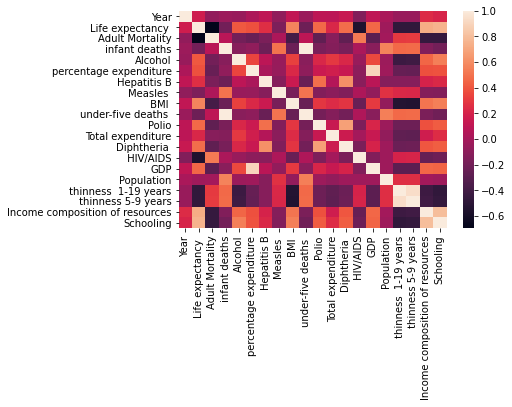 Year
Life expectancy
Adult Mortality
infant deaths
Alcohol
percentage expenditure
Hepatitis B
Measles
BMI
under-five deaths
Polio
Total expenditure
Diphtheria
HIV/AIDS
GDP
Population
thinness  1-19 years
thinness 5-9 years
Income composition of resources
Schooling
Year
Life expectancy
Adult Mortality
infant deaths
Alcohol
percentage expenditure
Hepatitis B
Measles
BMI
under-five deaths
Polio
Total expenditure
Diphtheria
HIV/AIDS
GDP
Population
thinness  1-19 years
thinness 5-9 years
Income composition of resources
Schooling
1.0
0.8
0.6
0.4
0.2
0.0
−0.2
−0.4
−0.6